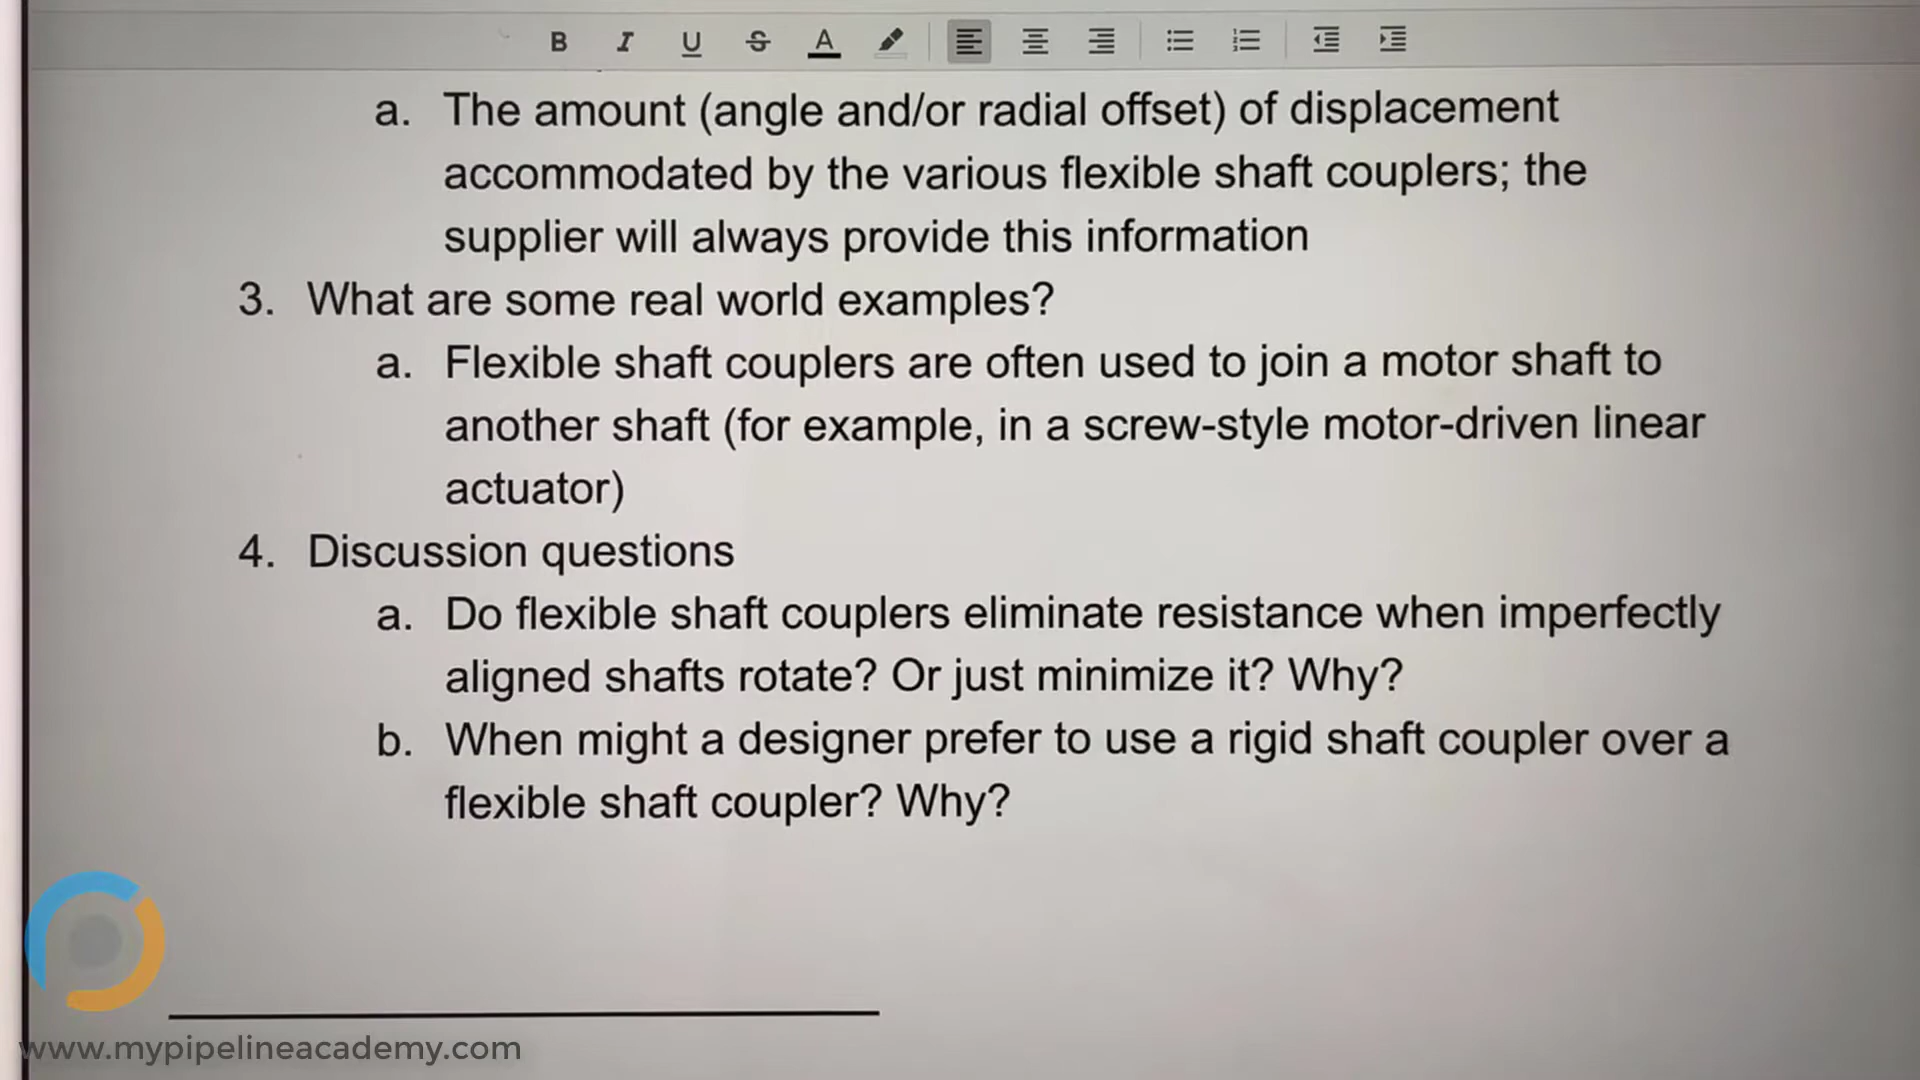 B I U S A
a. The amount (angle and/or radial offset) of displacement
accommodated by the various flexible shaft couplers; the
supplier will always provide this information
3. What are some real world examples?
a. Flexible shaft couplers are often used to join a motor shaft to
another shaft (for example, in a screw-style motor-driven linear
actuator)
4. Discussion questions
a. Do flexible shaft couplers eliminate resistance when imperfectly
aligned shafts rotate? Or just minimize it? Why?
b. When might a designer prefer to use a rigid shaft coupler over a
flexible shaft coupler? Why?
www.mypipelineacademy.com